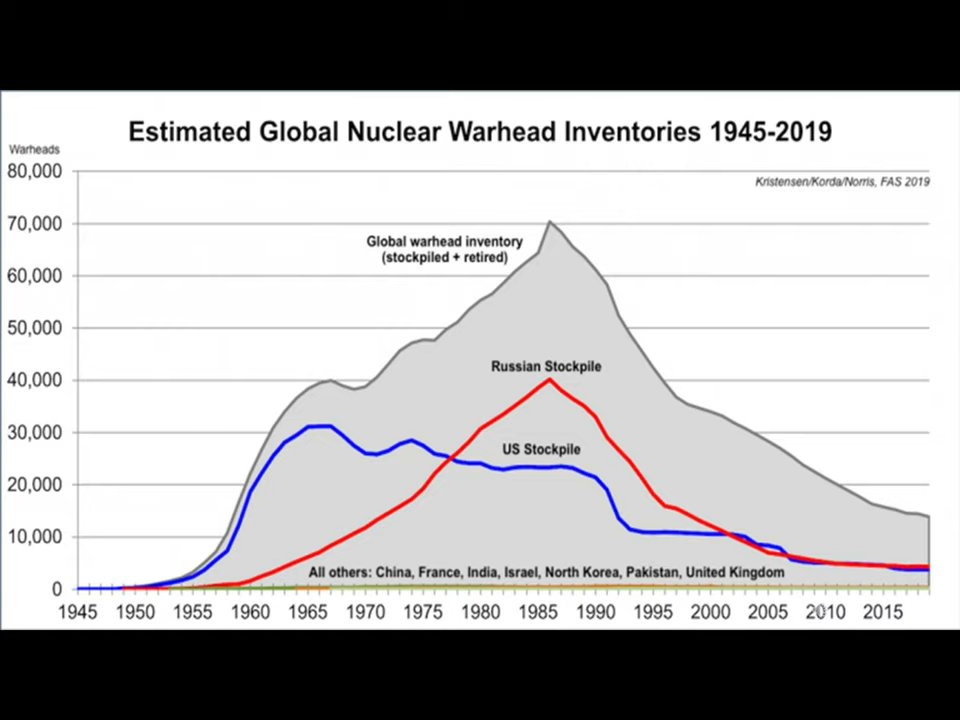 Estimated Global Nuclear Warhead Inventories 1945-2019
Warheads
80,000
Kristensen/Korda/Norris, FAS 2019
70,000
Global warhead inventory
(stockpiled + retired)
60,000
50,000
Russian Stockpile
40,000
US Stockpile
30,000
20,000
10,000
All others: China, France, India, Israel, North Korea, Pakistan, United Kingdom
0
1945 1950 1955 1960 1965 1970 1975 1980 1985 1990 1995 2000 2005 2010 2015